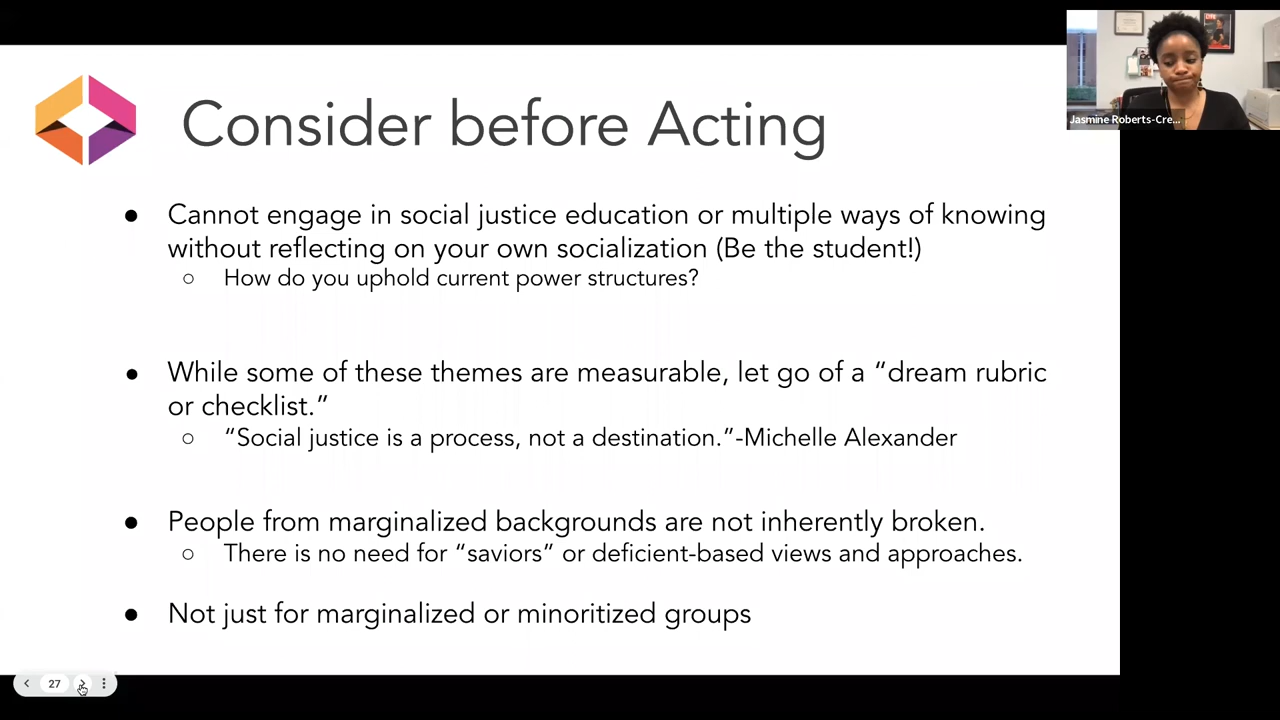 Consider before Acting
● Cannot engage in social justice education or multiple ways of knowing
without reflecting on your own socialization (Be the student!)
○ How do you uphold current power structures?
● While some of these themes are measurable, let go of a “dream rubric
or checklist.”
○ “Social justice is a process, not a destination.”-Michelle Alexander
● People from marginalized backgrounds are not inherently broken.
○ There is no need for “saviors” or deficient-based views and approaches.
● Not just for marginalized or minoritized groups
Jasmine Roberts-Cre...
27